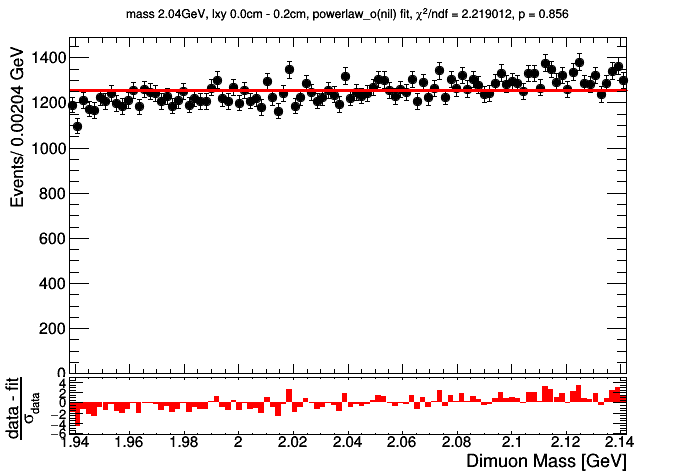 mass 2.04GeV, lxy 0.0cm - 0.2cm, powerlaw_o(nil) fit, χ²/ndf = 2.219012, p = 0.856
Events/ 0.00204 GeV
1400
1200
1000
800
600
400
200
0
data - fit
σdata
4
2
0
−2
−4
−6
1.94 1.96 1.98 2 2.02 2.04 2.06 2.08 2.1 2.12 2.14
Dimuon Mass [GeV]